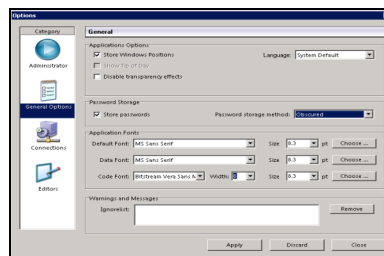 Options
Category
Administrator
General Options
Connections
Editors
General
Applications Options
Store Windows Positions
Language: System Default
Show Tip of Day
Disable transparency effects
Password Storage
Store passwords
Password storage method: Obscured
Application Fonts
Default Font: MS Sans Serif Size 8.3 pt Choose ...
Data Font: MS Sans Serif Size 8.3 pt Choose ...
Code Font: Bitstream Vera Sans Width: Size 8.3 pt Choose ...
Warnings and Messages
Ignorelist: Remove
Apply Discard Close